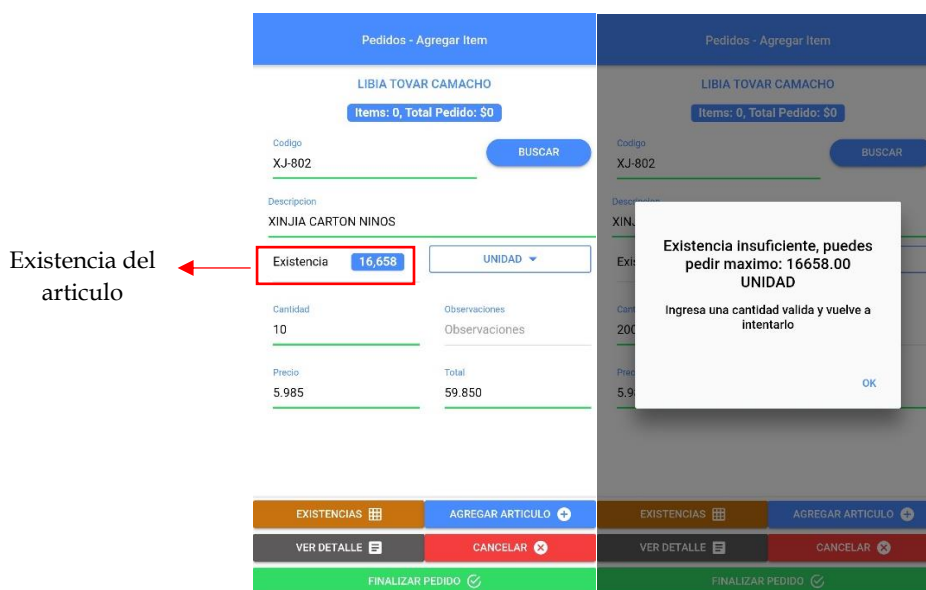 Existencia del
articulo
Pedidos - Agregar Item
LIBIA TOVAR CAMACHO
Items: 0, Total Pedido: $0
Codigo
XJ-802
BUSCAR
Descripcion
XINJIA CARTON NINOS
Existencia 16,658 UNIDAD
Cantidad Observaciones
10 Observaciones
Precio Total
5.985 59.850
EXISTENCIAS AGREGAR ARTICULO
VER DETALLE CANCELAR
FINALIZAR PEDIDO
Pedidos - Agregar Item
LIBIA TOVAR CAMACHO
Items: 0, Total Pedido: $0
Codigo
XJ-802
BUSCAR
Existencia insuficiente, puedes
pedir maximo: 16658.00
UNIDAD
Ingresa una cantidad valida y vuelve a
intentarlo
OK
EXISTENCIAS AGREGAR ARTICULO
VER DETALLE CANCELAR
FINALIZAR PEDIDO